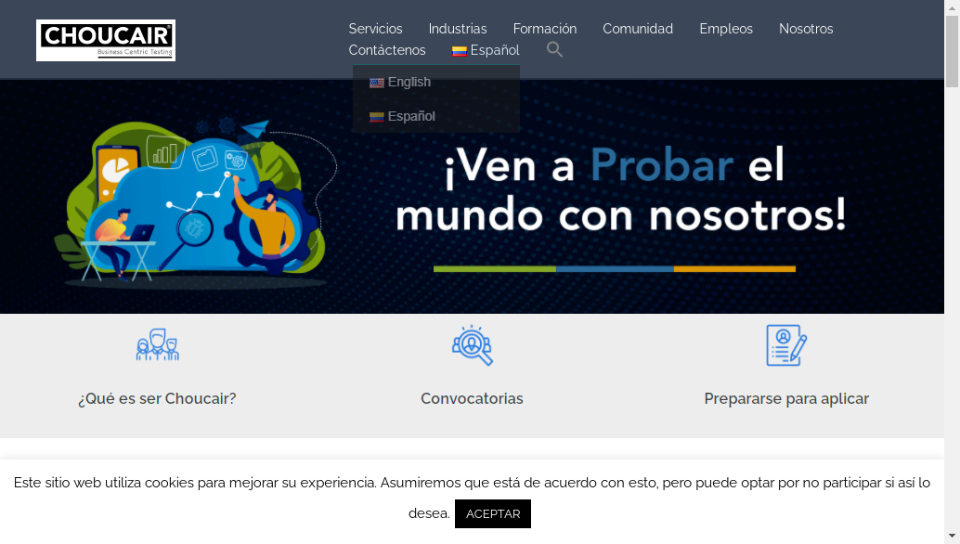 CHOUCAIR
Business Centric Testing
Servicios Industrias Formación Comunidad Empleos Nosotros
Contáctenos Español
English
Español
¡Ven a Probar el
mundo con nosotros!
¿Qué es ser Choucair?
Convocatorias
Prepararse para aplicar
Este sitio web utiliza cookies para mejorar su experiencia. Asumiremos que está de acuerdo con esto, pero puede optar por no participar si así lo
desea. ACEPTAR